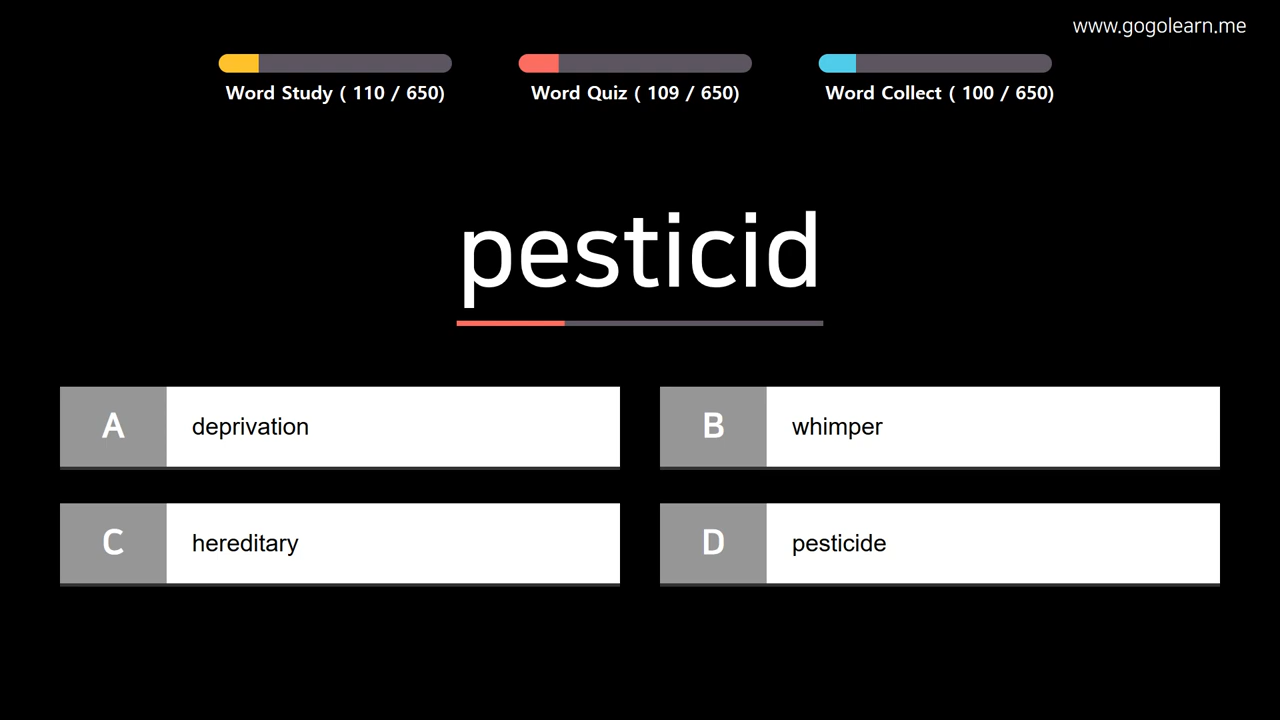 www.gogolearn.me
Word Study ( 110 / 650)
Word Quiz ( 109 / 650)
Word Collect ( 100 / 650)
pesticid
A deprivation
B whimper
C hereditary
D pesticide